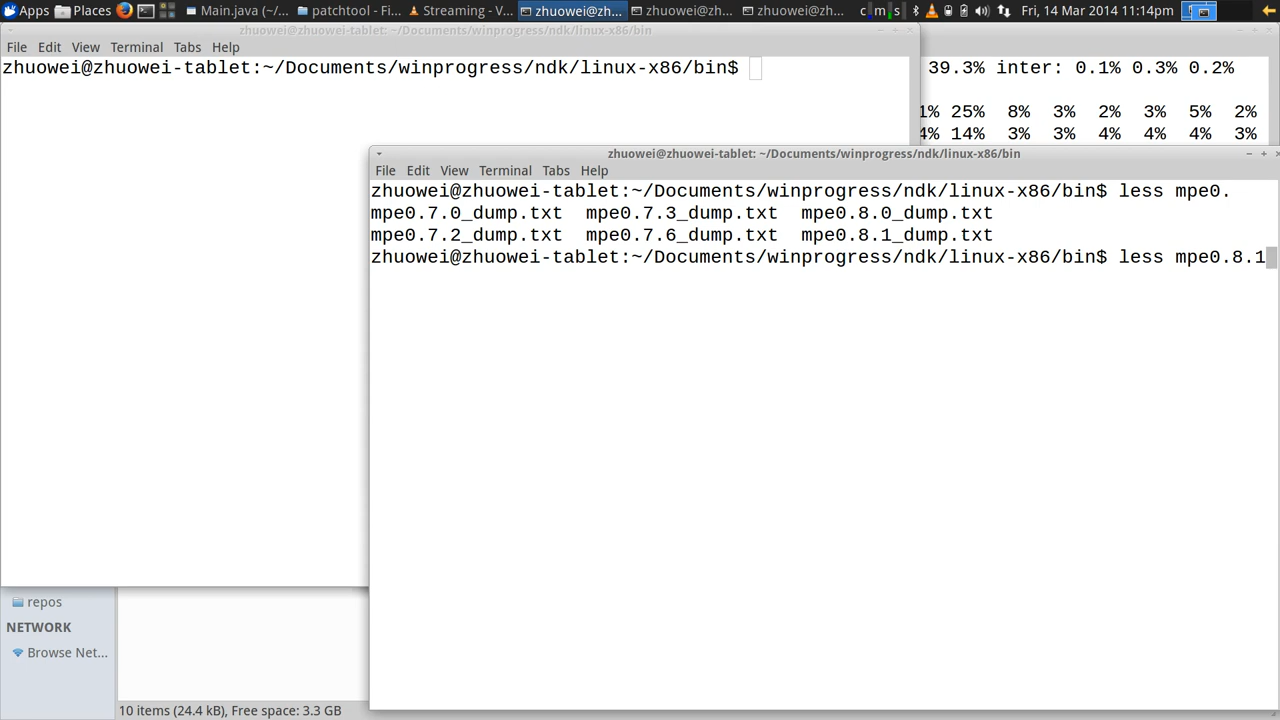 Apps Places Main.java (~/... patchtool - Fi... Streaming - V... zhuowei@zh... zhuowei@zh... zhuowei@zh... Fri, 14 Mar 2014 11:14pm
zhuowei@zhuowei-tablet: ~/Documents/winprogress/ndk/linux-x86/bin
File Edit View Terminal Tabs Help
zhuowei@zhuowei-tablet:~/Documents/winprogress/ndk/linux-x86/bin$
39.3% inter: 0.1% 0.3% 0.2%
1% 25% 8% 3% 2% 3% 5% 2%
4% 14% 3% 3% 4% 4% 4% 3%
zhuowei@zhuowei-tablet: ~/Documents/winprogress/ndk/linux-x86/bin
File Edit View Terminal Tabs Help
zhuowei@zhuowei-tablet:~/Documents/winprogress/ndk/linux-x86/bin$ less mpe0.
mpe0.7.0_dump.txt mpe0.7.3_dump.txt mpe0.8.0_dump.txt
mpe0.7.2_dump.txt mpe0.7.6_dump.txt mpe0.8.1_dump.txt
zhuowei@zhuowei-tablet:~/Documents/winprogress/ndk/linux-x86/bin$ less mpe0.8.1
repos
NETWORK
Browse Net...
10 items (24.4 kB), Free space: 3.3 GB